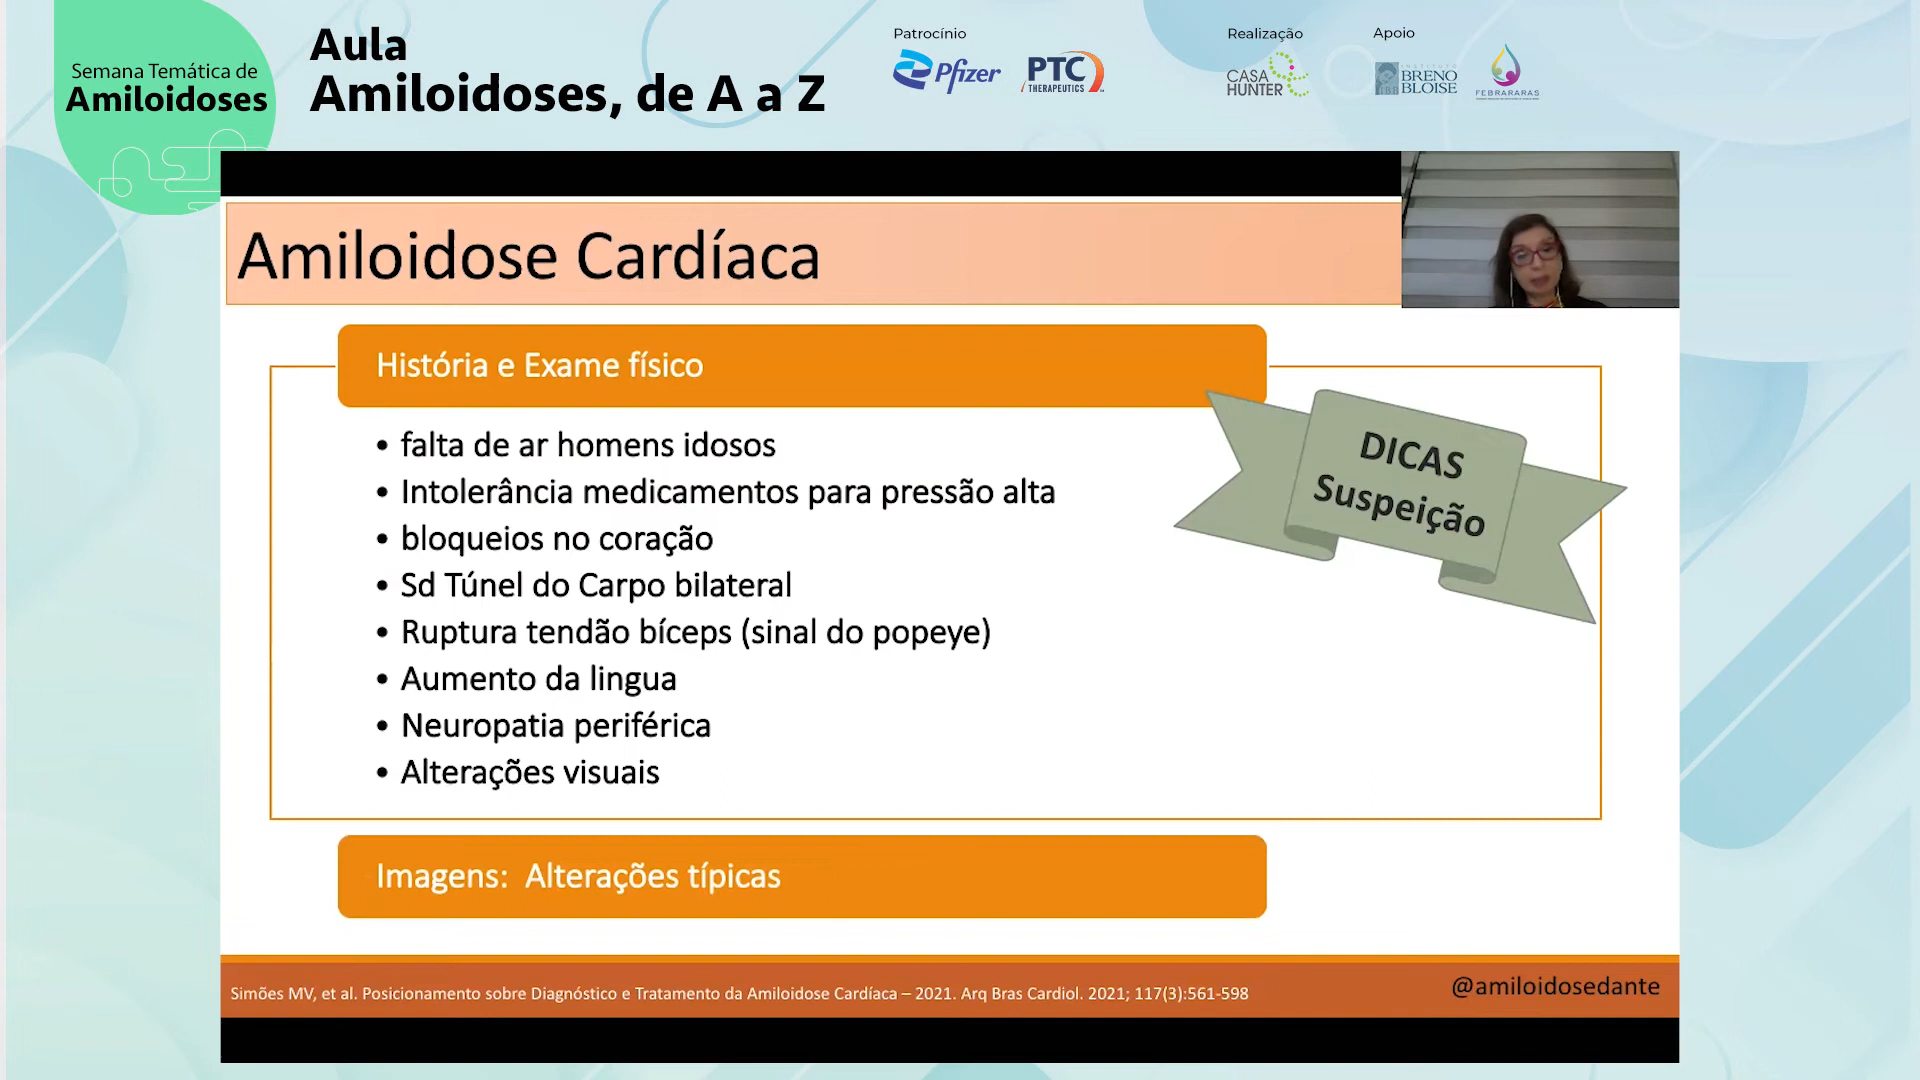 Semana Temática de
Amiloidoses
Aula
Amiloidoses, de A a Z
Patrocínio
Pfizer
PTC
THERAPEUTICS
Realização
CASA
HUNTER
Apoio
INSTITUTO
BRENO
BLOISE
FEBRARARAS
Amiloidose Cardíaca
História e Exame físico
• falta de ar homens idosos
• Intolerância medicamentos para pressão alta
• bloqueios no coração
• Sd Túnel do Carpo bilateral
• Ruptura tendão bíceps (sinal do popeye)
• Aumento da lingua
• Neuropatia periférica
• Alterações visuais
DICAS
Suspeição
Imagens: Alterações típicas
Simões MV, et al. Posicionamento sobre Diagnóstico e Tratamento da Amiloidose Cardíaca – 2021. Arq Bras Cardiol. 2021; 117(3):561-598
@amiloidosedante